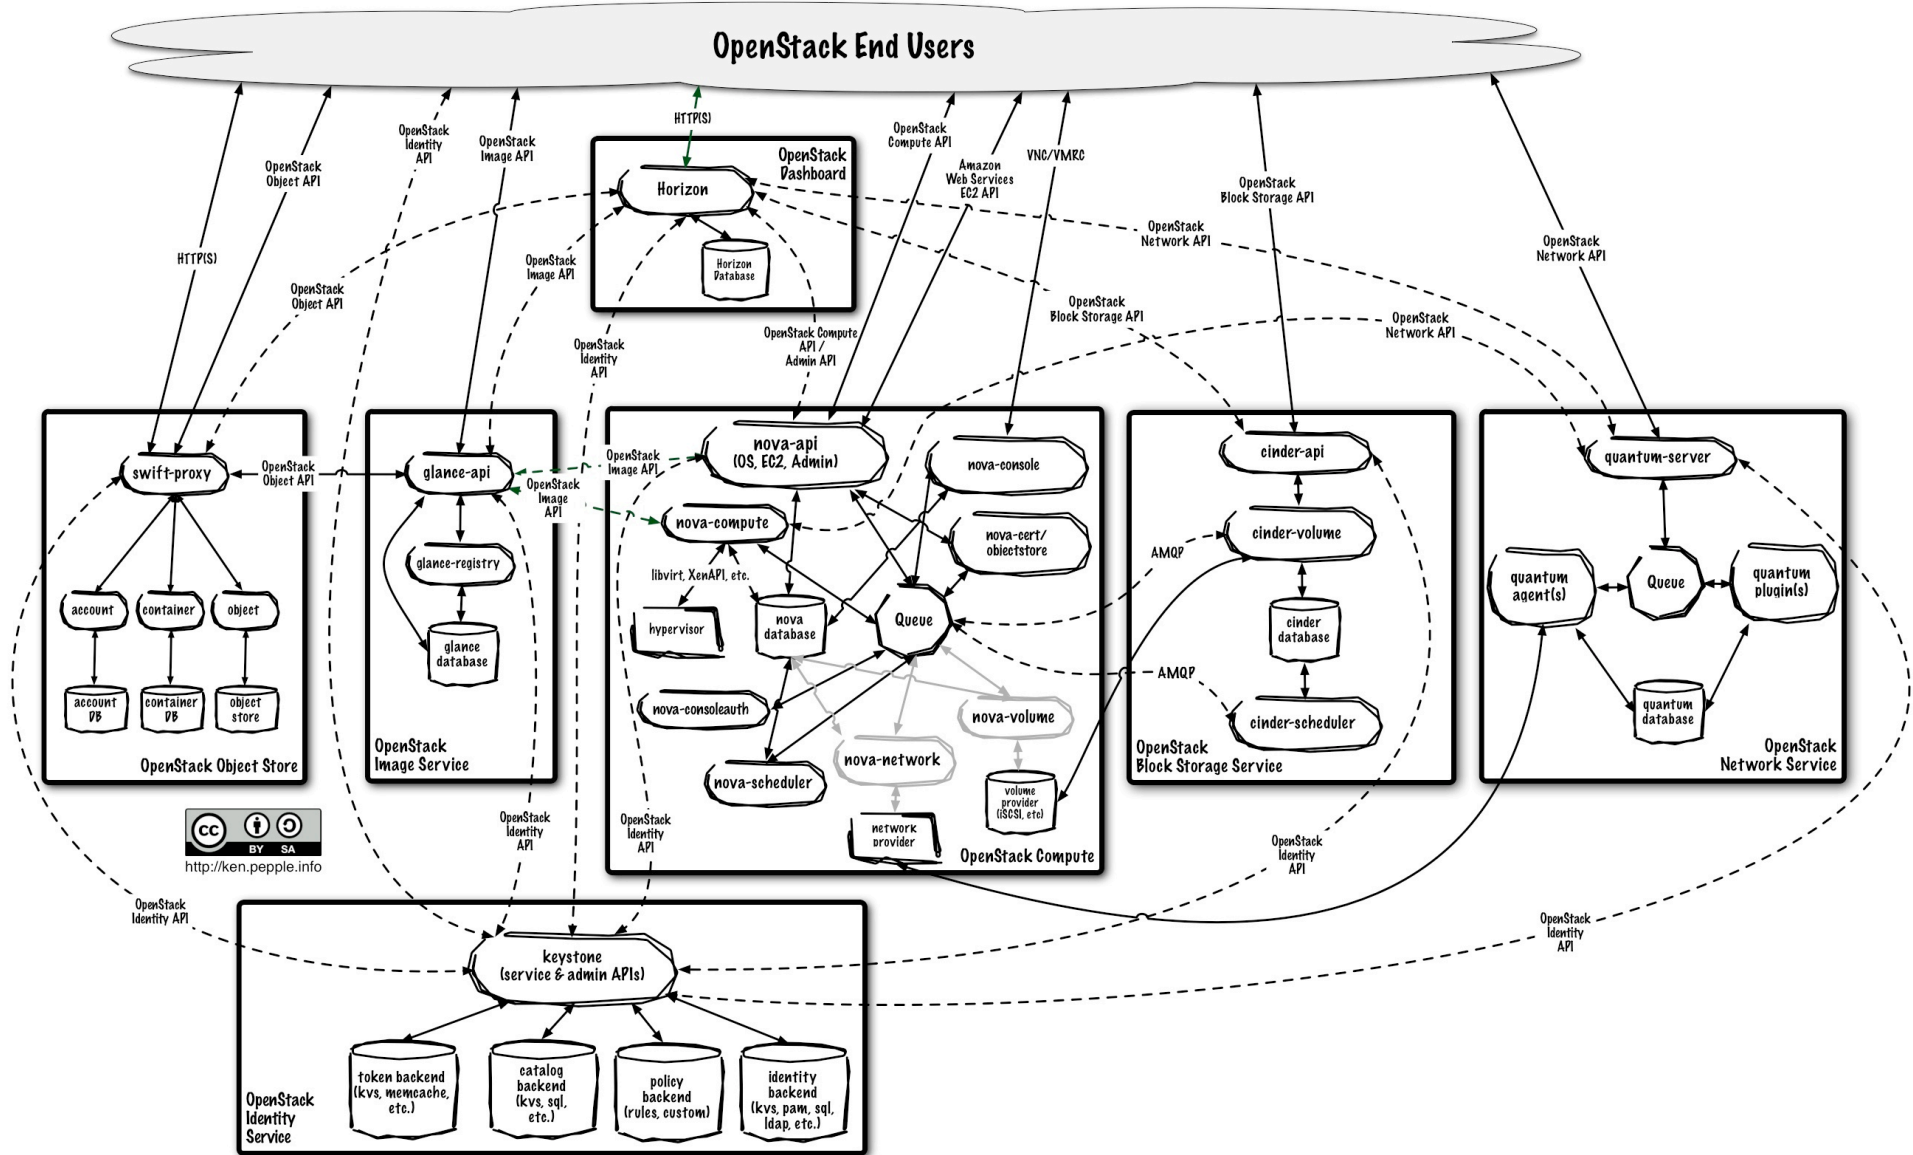 OpenStack End Users
HTTP(S)
OpenStack
Object API
OpenStack
Identity
API
OpenStack
Image API
HTTP(S)
OpenStack
Compute API
Amazon
Web Services
EC2 API
VNC/VMRC
OpenStack
Block Storage API
OpenStack
Network API
OpenStack
Dashboard
Horizon
Horizon
Database
OpenStack
Object API
OpenStack
Image API
OpenStack
Identity
API
OpenStack Compute
API /
Admin API
OpenStack
Network API
OpenStack
Block Storage API
OpenStack
Network API
swift-proxy
OpenStack
Object API
account
container
object
account
DB
container
DB
object
store
OpenStack Object Store
glance-api
glance-registry
glance
database
OpenStack
Image Service
OpenStack
Image API
OpenStack
Image
API
nova-api
(OS, EC2, Admin)
nova-console
nova-compute
nova-cert/
objectstore
libvirt, XenAPI, etc.
hypervisor
nova
database
Queue
nova-consoleauth
nova-volume
nova-network
nova-scheduler
volume
provider
(iSCSI, etc)
network
provider
OpenStack Compute
cinder-api
cinder-volume
AMQP
cinder
database
AMQP
cinder-scheduler
OpenStack
Block Storage Service
quantum-server
quantum
agent(s)
Queue
quantum
plugin(s)
quantum
database
OpenStack
Network Service
cc
BY SA
http://ken.pepple.info
OpenStack
Identity API
OpenStack
Identity
API
OpenStack
Identity
API
OpenStack
Identity
API
OpenStack
Identity
API
keystone
(service & admin APIs)
token backend
(kvs, memcache,
etc.)
catalog
backend
(kvs, sql,
etc.)
policy
backend
(rules, custom)
identity
backend
(kvs, pam, sql,
ldap, etc.)
OpenStack
Identity
Service